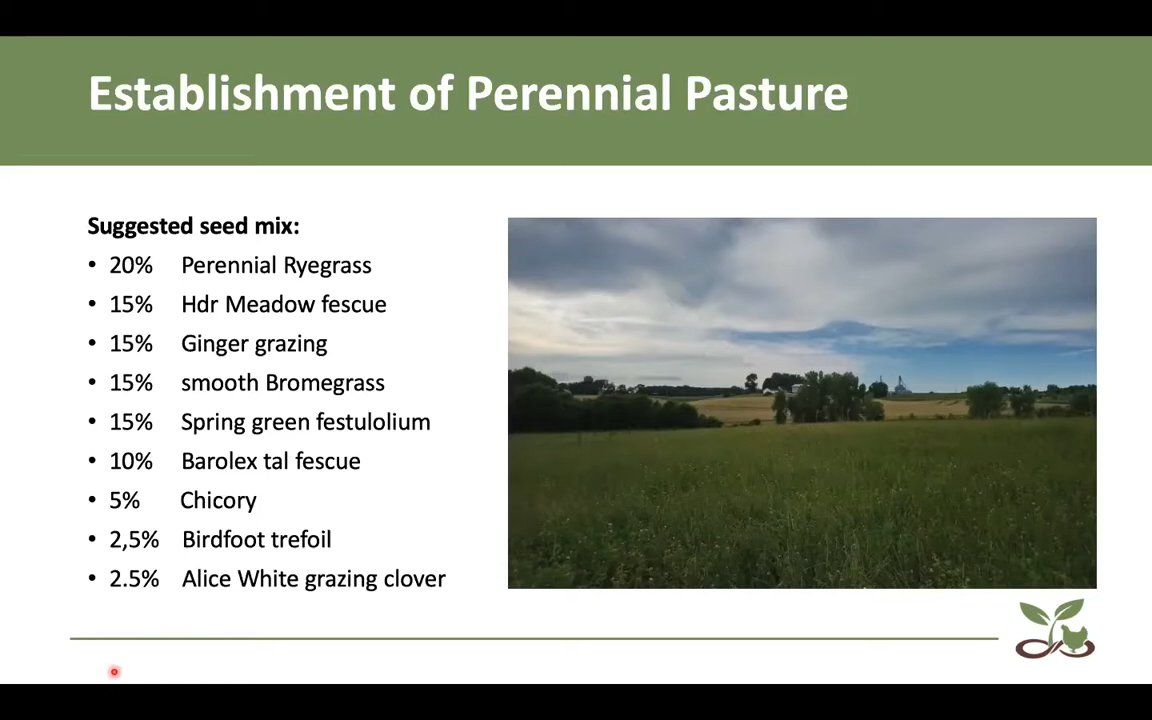 Establishment of Perennial Pasture
Suggested seed mix:
• 20% Perennial Ryegrass
• 15% Hdr Meadow fescue
• 15% Ginger grazing
• 15% smooth Bromegrass
• 15% Spring green festulolium
• 10% Barolex tal fescue
• 5% Chicory
• 2,5% Birdfoot trefoil
• 2.5% Alice White grazing clover